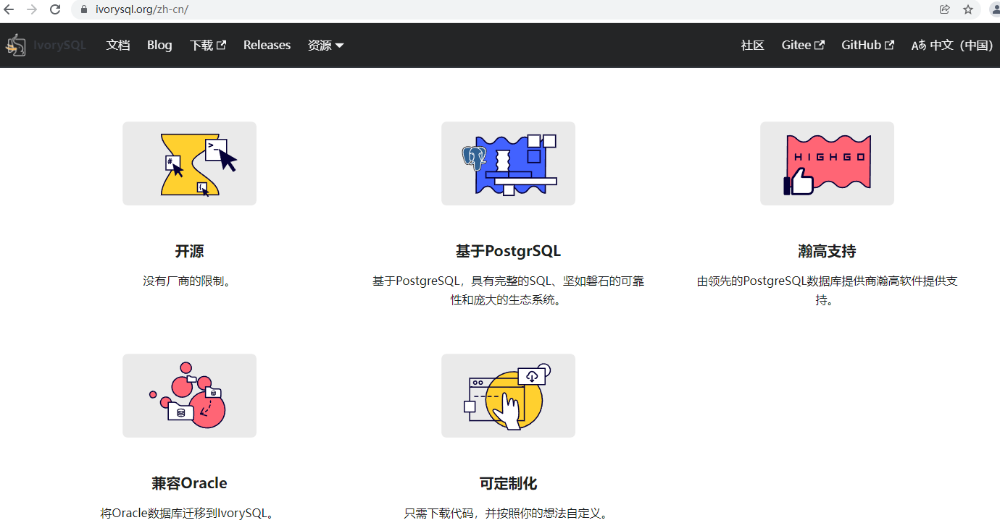 ivorysql.org/zh-cn/
IvorySQL 文档 Blog 下载 Releases 资源 社区 Gitee GitHub Aあ 中文（中国）
#
>_
{
HIGHGO
开源 基于PostgrSQL 瀚高支持
没有厂商的限制。
基于PostgreSQL，具有完整的SQL、坚如磐石的可靠
性和庞大的生态系统。
由领先的PostgreSQL数据库提供商瀚高软件提供支
持。
兼容Oracle 可定制化
将Oracle数据库迁移到IvorySQL。
只需下载代码，并按照你的想法自定义。